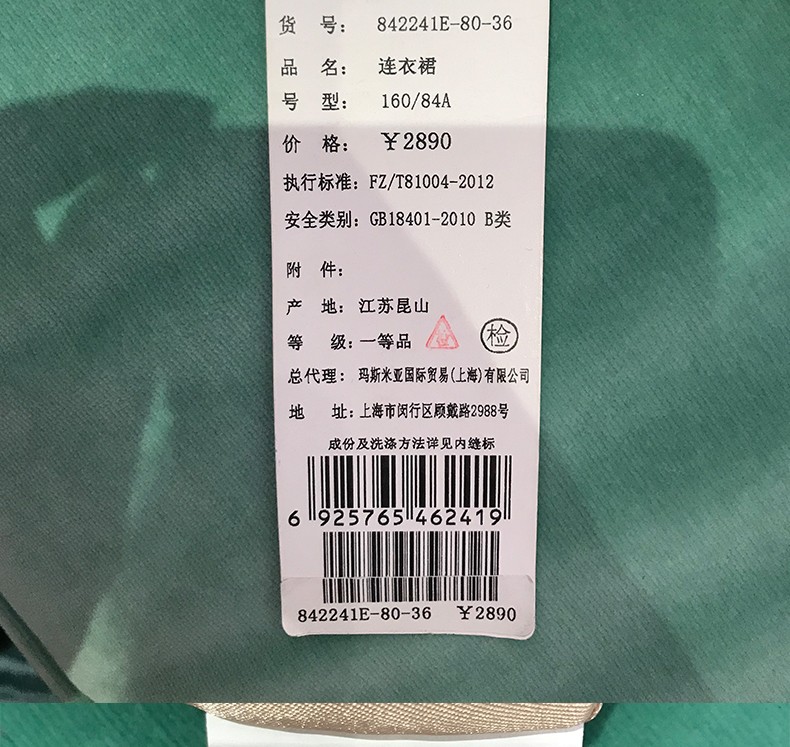 货 号: 842241E-80-36
品 名: 连衣裙
号 型: 160/84A
价 格: ¥2890
执行标准: FZ/T81004-2012
安全类别: GB18401-2010 B类
附 件:
产 地: 江苏昆山
等 级: 一等品 检
总代理: 玛斯米亚国际贸易(上海)有限公司
地 址: 上海市闵行区顾戴路2988号
成份及洗涤方法详见内缝标
6 925765 462419
842241E-80-36 ¥2890